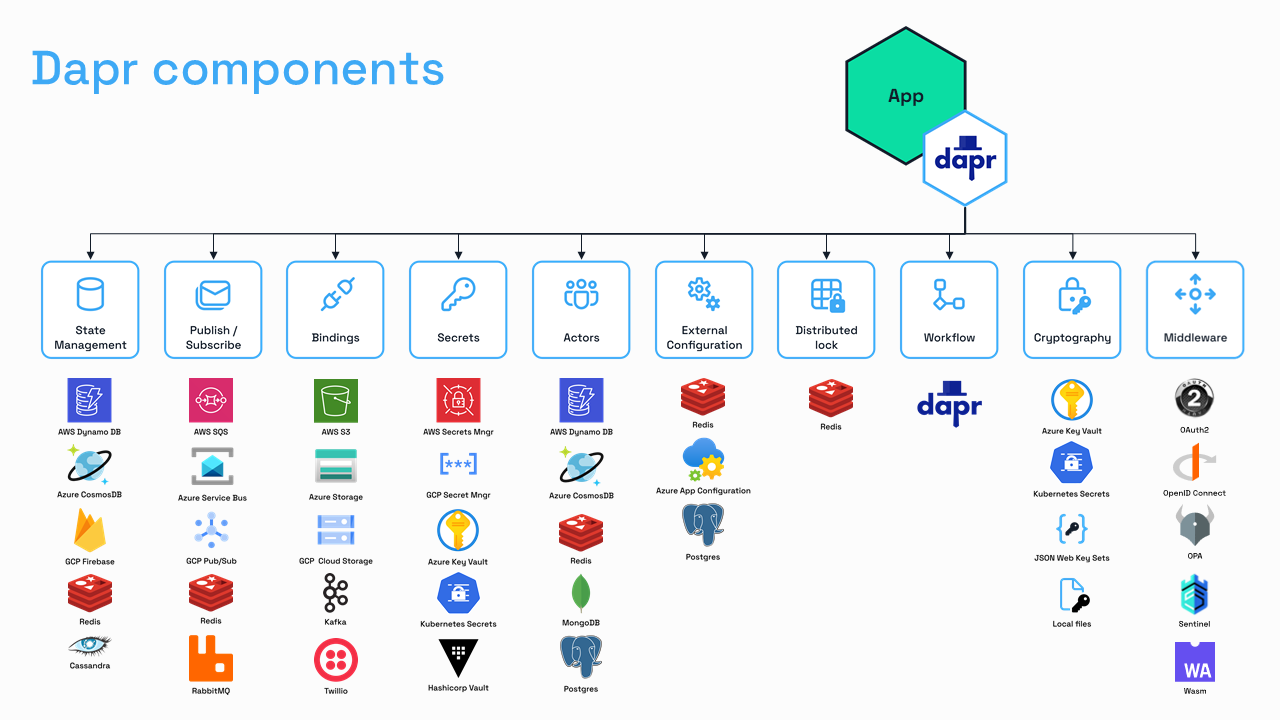 Dapr components
App
dapr
State
Management
Publish /
Subscribe
Bindings
Secrets
Actors
External
Configuration
Distributed
lock
Workflow
Cryptography
Middleware
AWS Dynamo DB
Azure CosmosDB
GCP Firebase
Redis
Cassandra
AWS SQS
Azure Service Bus
GCP Pub/Sub
Redis
RabbitMQ
AWS S3
Azure Storage
GCP Cloud Storage
Kafka
Twillio
AWS Secrets Mngr
[***]
GCP Secret Mngr
Azure Key Vault
Kubernetes Secrets
Hashicorp Vault
AWS Dynamo DB
Azure CosmosDB
Redis
MongoDB
Postgres
Redis
Azure App Configuration
Postgres
Redis
dapr
Azure Key Vault
Kubernetes Secrets
{ }
JSON Web Key Sets
Local files
OAUTH
2
OAuth2
OpenID Connect
OPA
Sentinel
WA
Wasm